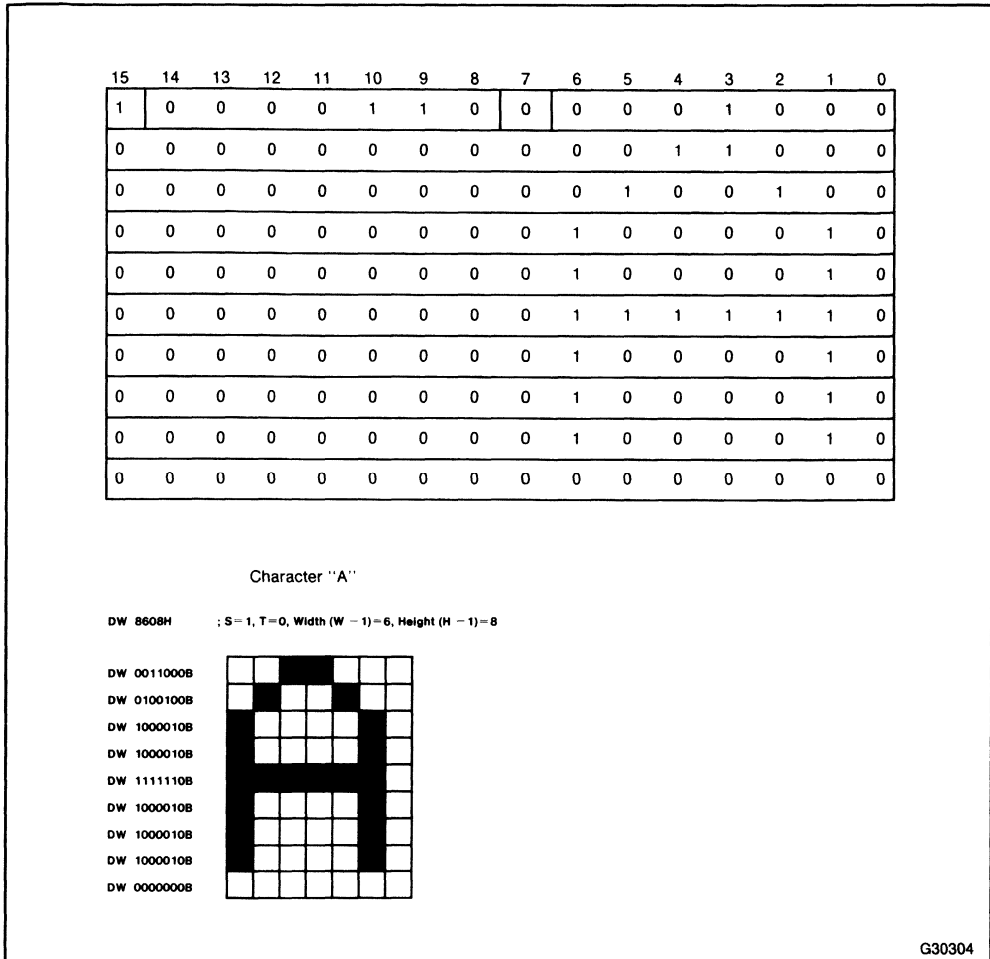 15 14 13 12 11 10 9 8 7 6 5 4 3 2 1 0
1 0 0 0 0 1 1 0 0 0 0 0 1 0 0 0
0 0 0 0 0 0 0 0 0 0 0 1 1 0 0 0
0 0 0 0 0 0 0 0 0 0 1 0 0 1 0 0
0 0 0 0 0 0 0 0 0 1 0 0 0 0 1 0
0 0 0 0 0 0 0 0 0 1 0 0 0 0 1 0
0 0 0 0 0 0 0 0 0 1 1 1 1 1 1 0
0 0 0 0 0 0 0 0 0 1 0 0 0 0 1 0
0 0 0 0 0 0 0 0 0 1 0 0 0 0 1 0
0 0 0 0 0 0 0 0 0 1 0 0 0 0 1 0
0 0 0 0 0 0 0 0 0 0 0 0 0 0 0 0
Character ''A''
DW 8608H ; S=1, T=0, Width (W − 1)=6, Height (H − 1)=8
DW 0011000B
DW 0100100B
DW 1000010B
DW 1000010B
DW 1111110B
DW 1000010B
DW 1000010B
DW 1000010B
DW 0000000B
G30304